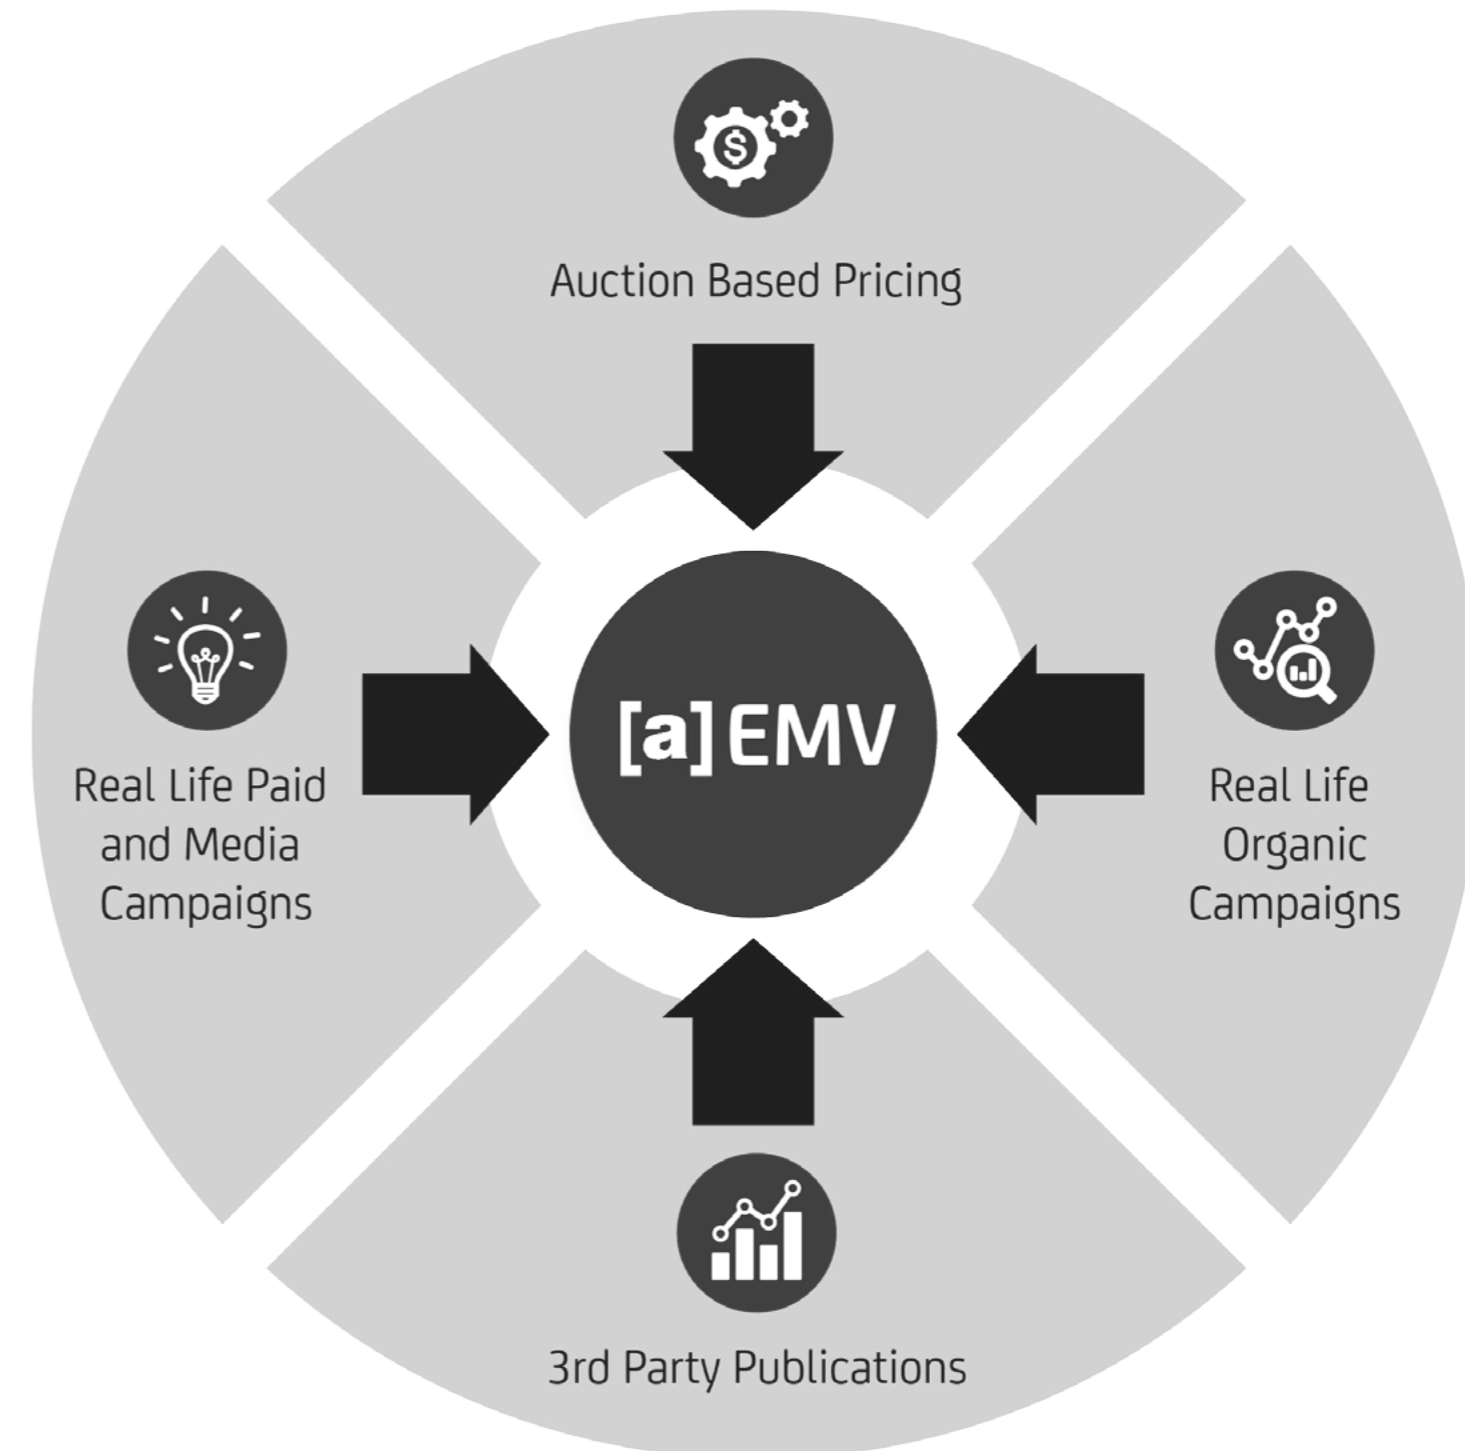 Auction Based Pricing
Real Life Paid
and Media
Campaigns
[a] EMV
Real Life
Organic
Campaigns
3rd Party Publications